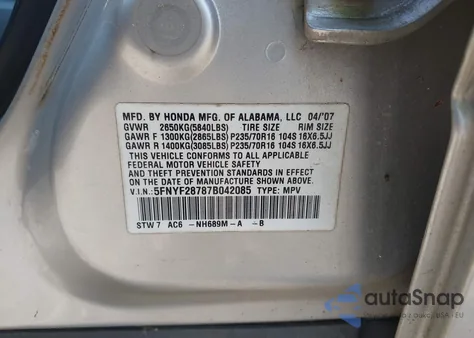 MFD. BY HONDA MFG. OF ALABAMA, LLC 04/'07
GVWR 2650KG(5840LBS) TIRE SIZE RIM SIZE
GAWR F 1300KG(2865LBS) P235/70R16 104S 16X6.5JJ
GAWR R 1400KG(3085LBS) P235/70R16 104S 16X6.5JJ
THIS VEHICLE CONFORMS TO ALL APPLICABLE
FEDERAL MOTOR VEHICLE SAFETY
AND THEFT PREVENTION STANDARDS IN
EFFECT ON THE DATE OF MANUFACTURE
SHOWN ABOVE.
V.I.N.: 5FNYF28787B042085 TYPE: MPV
STW 7 AC6 -NH689M-A -B
autoSnap